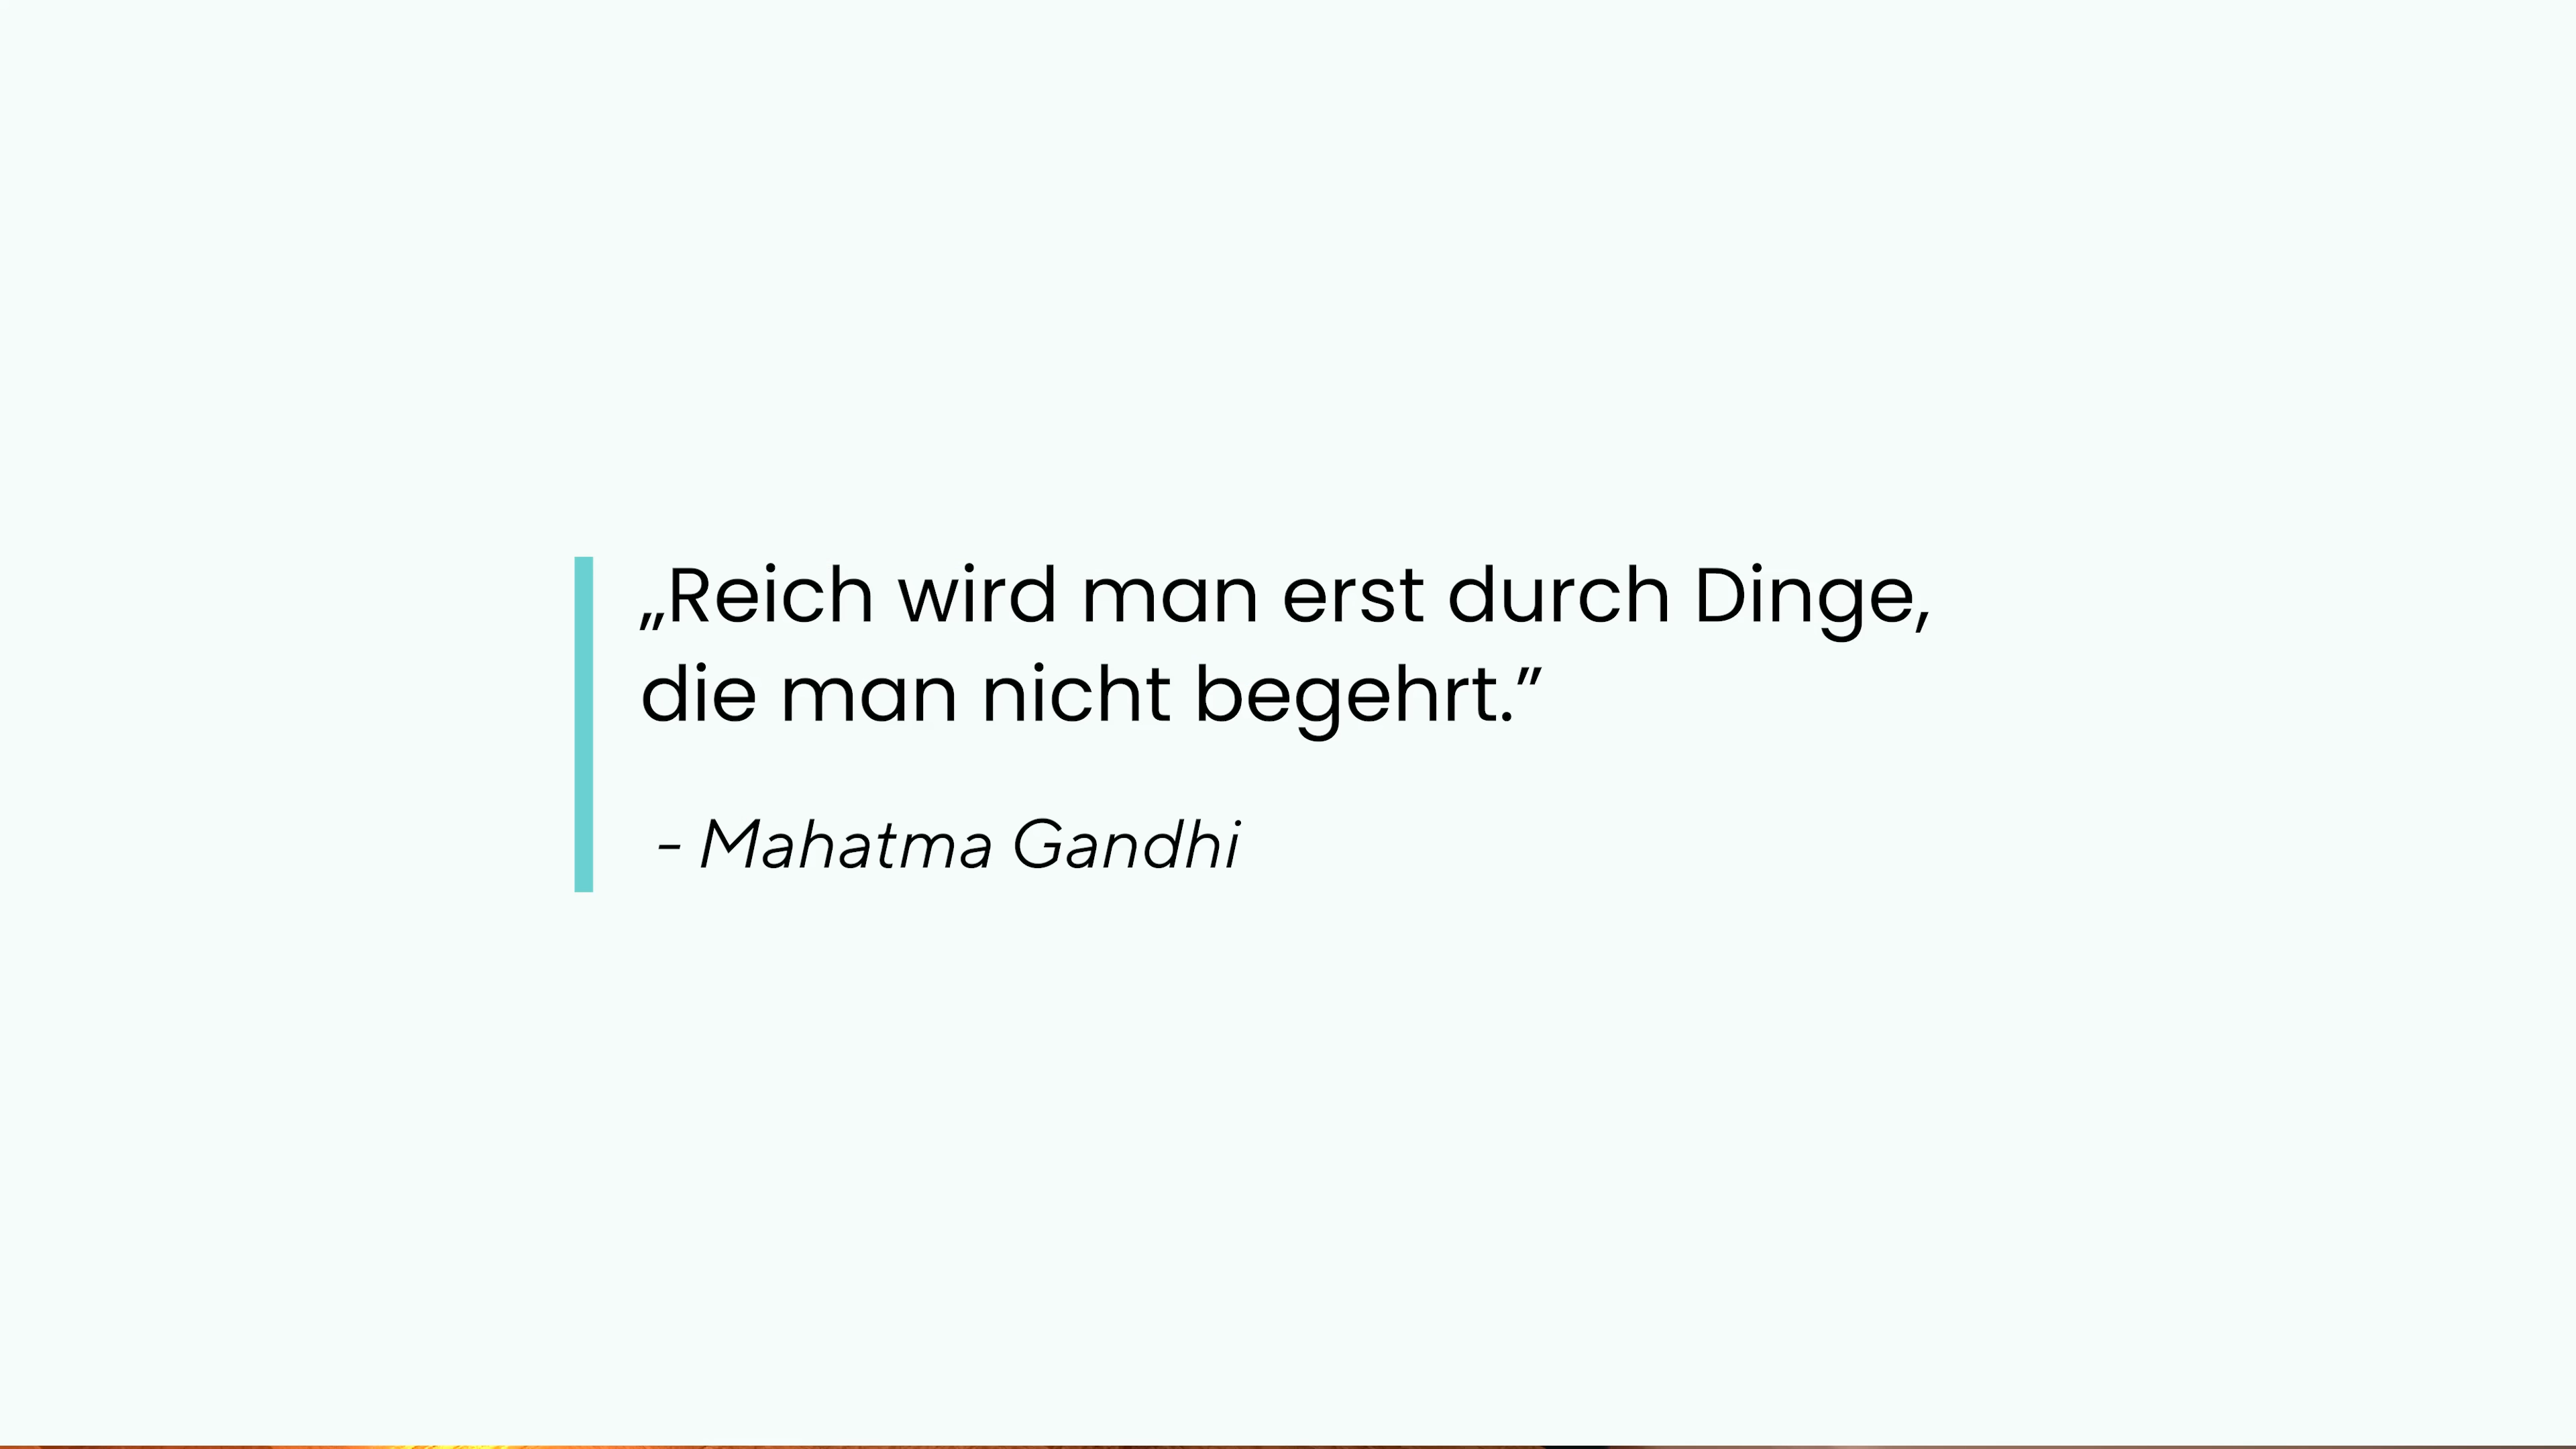 „Reich wird man erst durch Dinge,
die man nicht begehrt.”
- Mahatma Gandhi